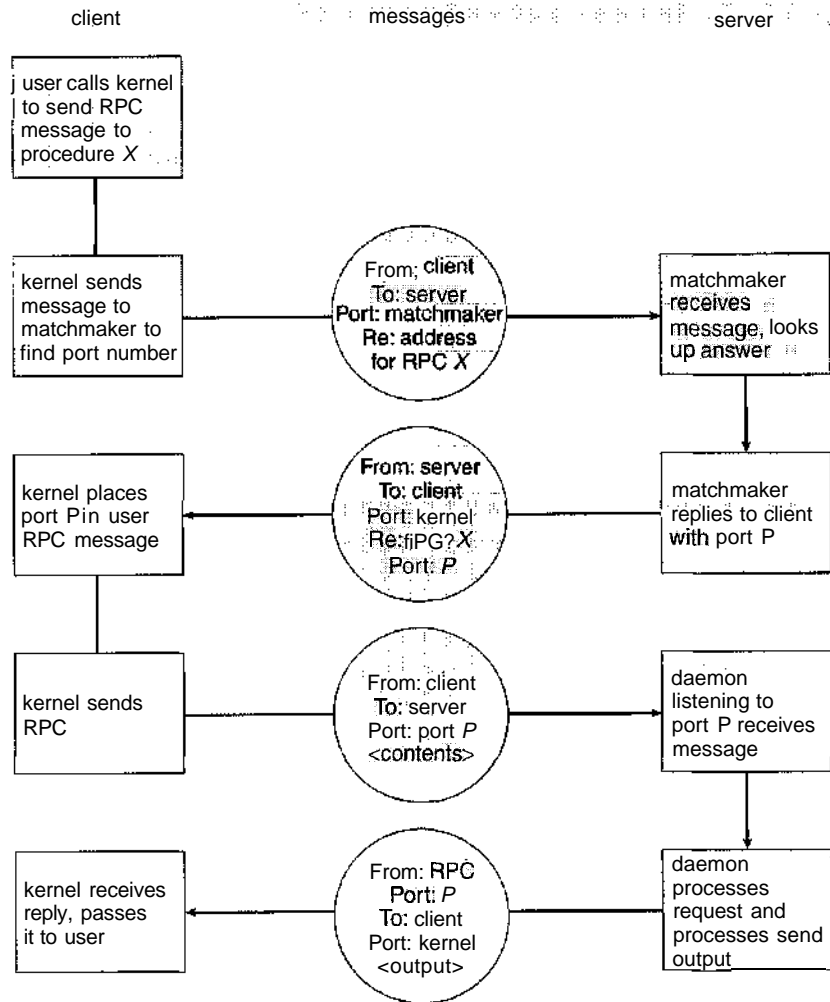 client
messages
server
user calls kernel
to send RPC
message to
procedure X
kernel sends
message to
matchmaker to
find port number
From; client
To: server
Port: matchmaker
Re: address
for RPC X
matchmaker
receives
message, looks
up answer
kernel places
port Pin user
RPC message
From: server
To: client
Port: kernel
Re:fjPG? X
Port: P
matchmaker
replies to client
with port P
kernel sends
RPC
From: client
To: server
Port: port P
<contents>
daemon
listening to
port P receives
message
kernel receives
reply, passes
it to user
From: RPC
Port: P
To: client
Port: kernel
<output>
daemon
processes
request and
processes send
output